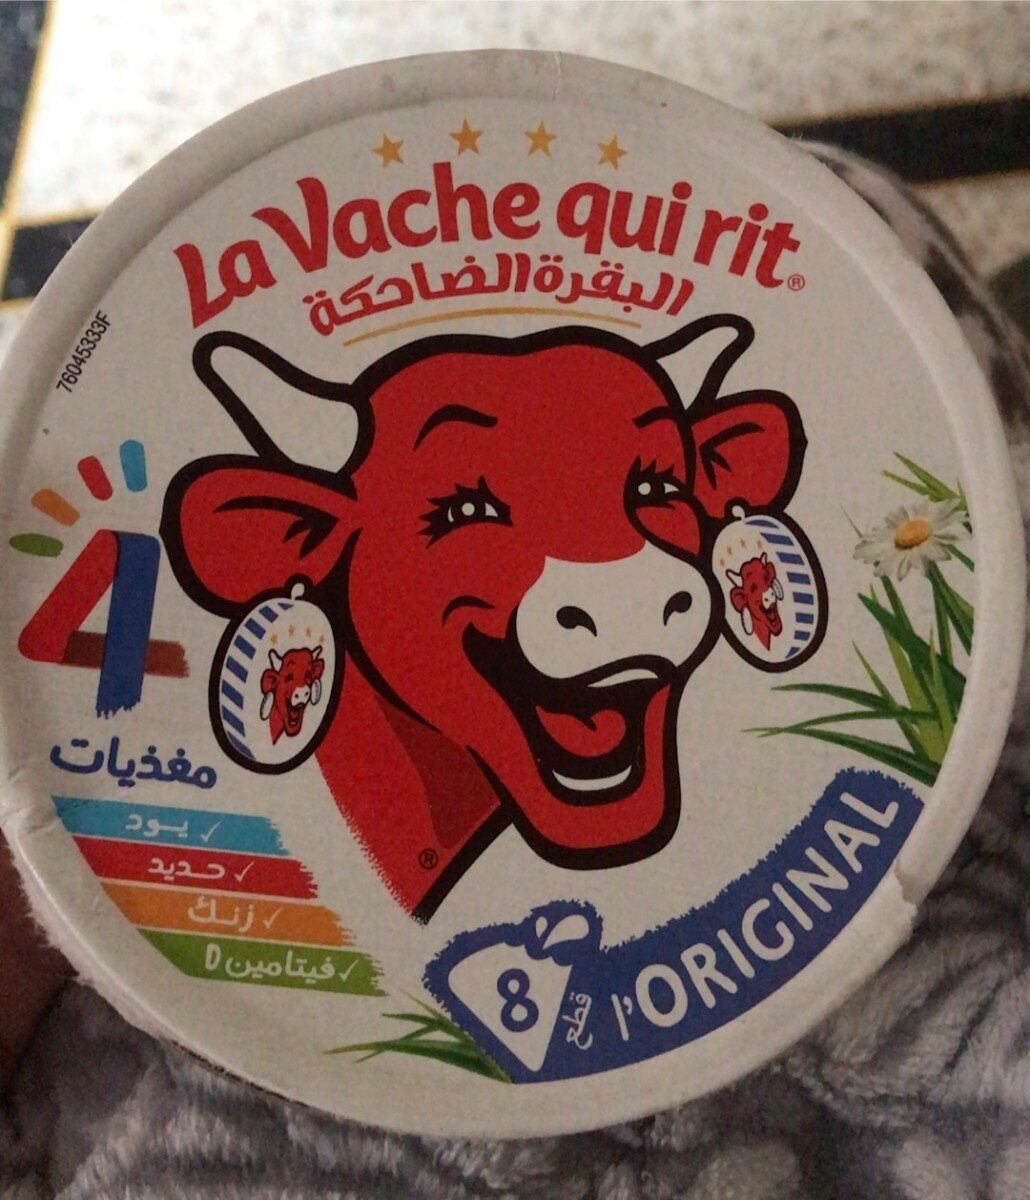 La Vache qui rit®
البقرة الضاحكة
76045333F
4
مغذيات
يود ✓
حديد ✓
زنك ✓
فيتامين D ✓
®
8
قطع
l'ORIGINAL